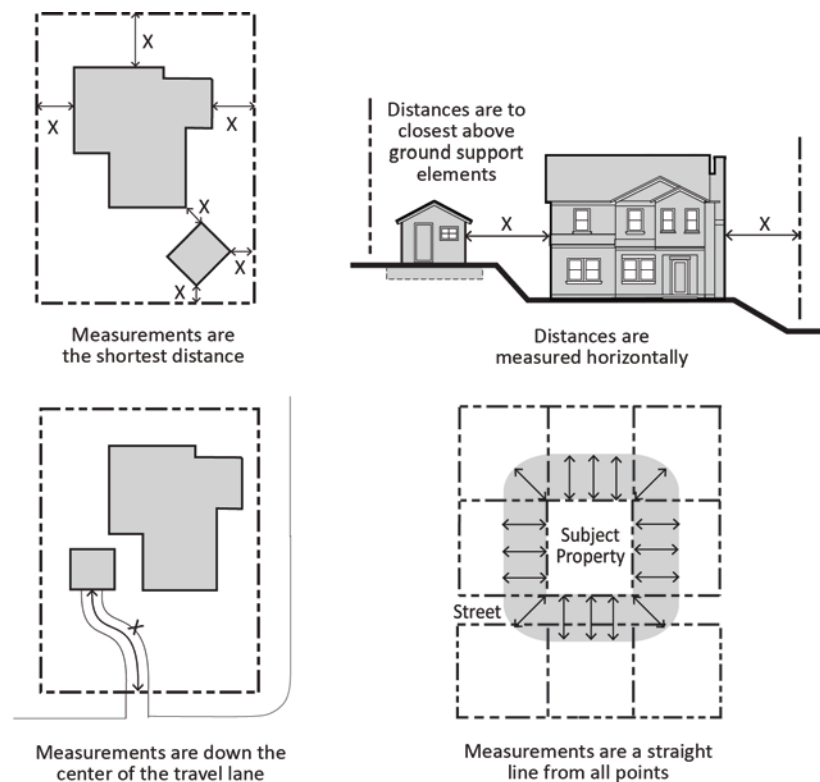 X
X
X
X
X
X
Measurements are
the shortest distance
Distances are to
closest above
ground support
elements
X
X
Distances are
measured horizontally
X
Measurements are down the
center of the travel lane
Subject
Property
Street
Measurements are a straight
line from all points